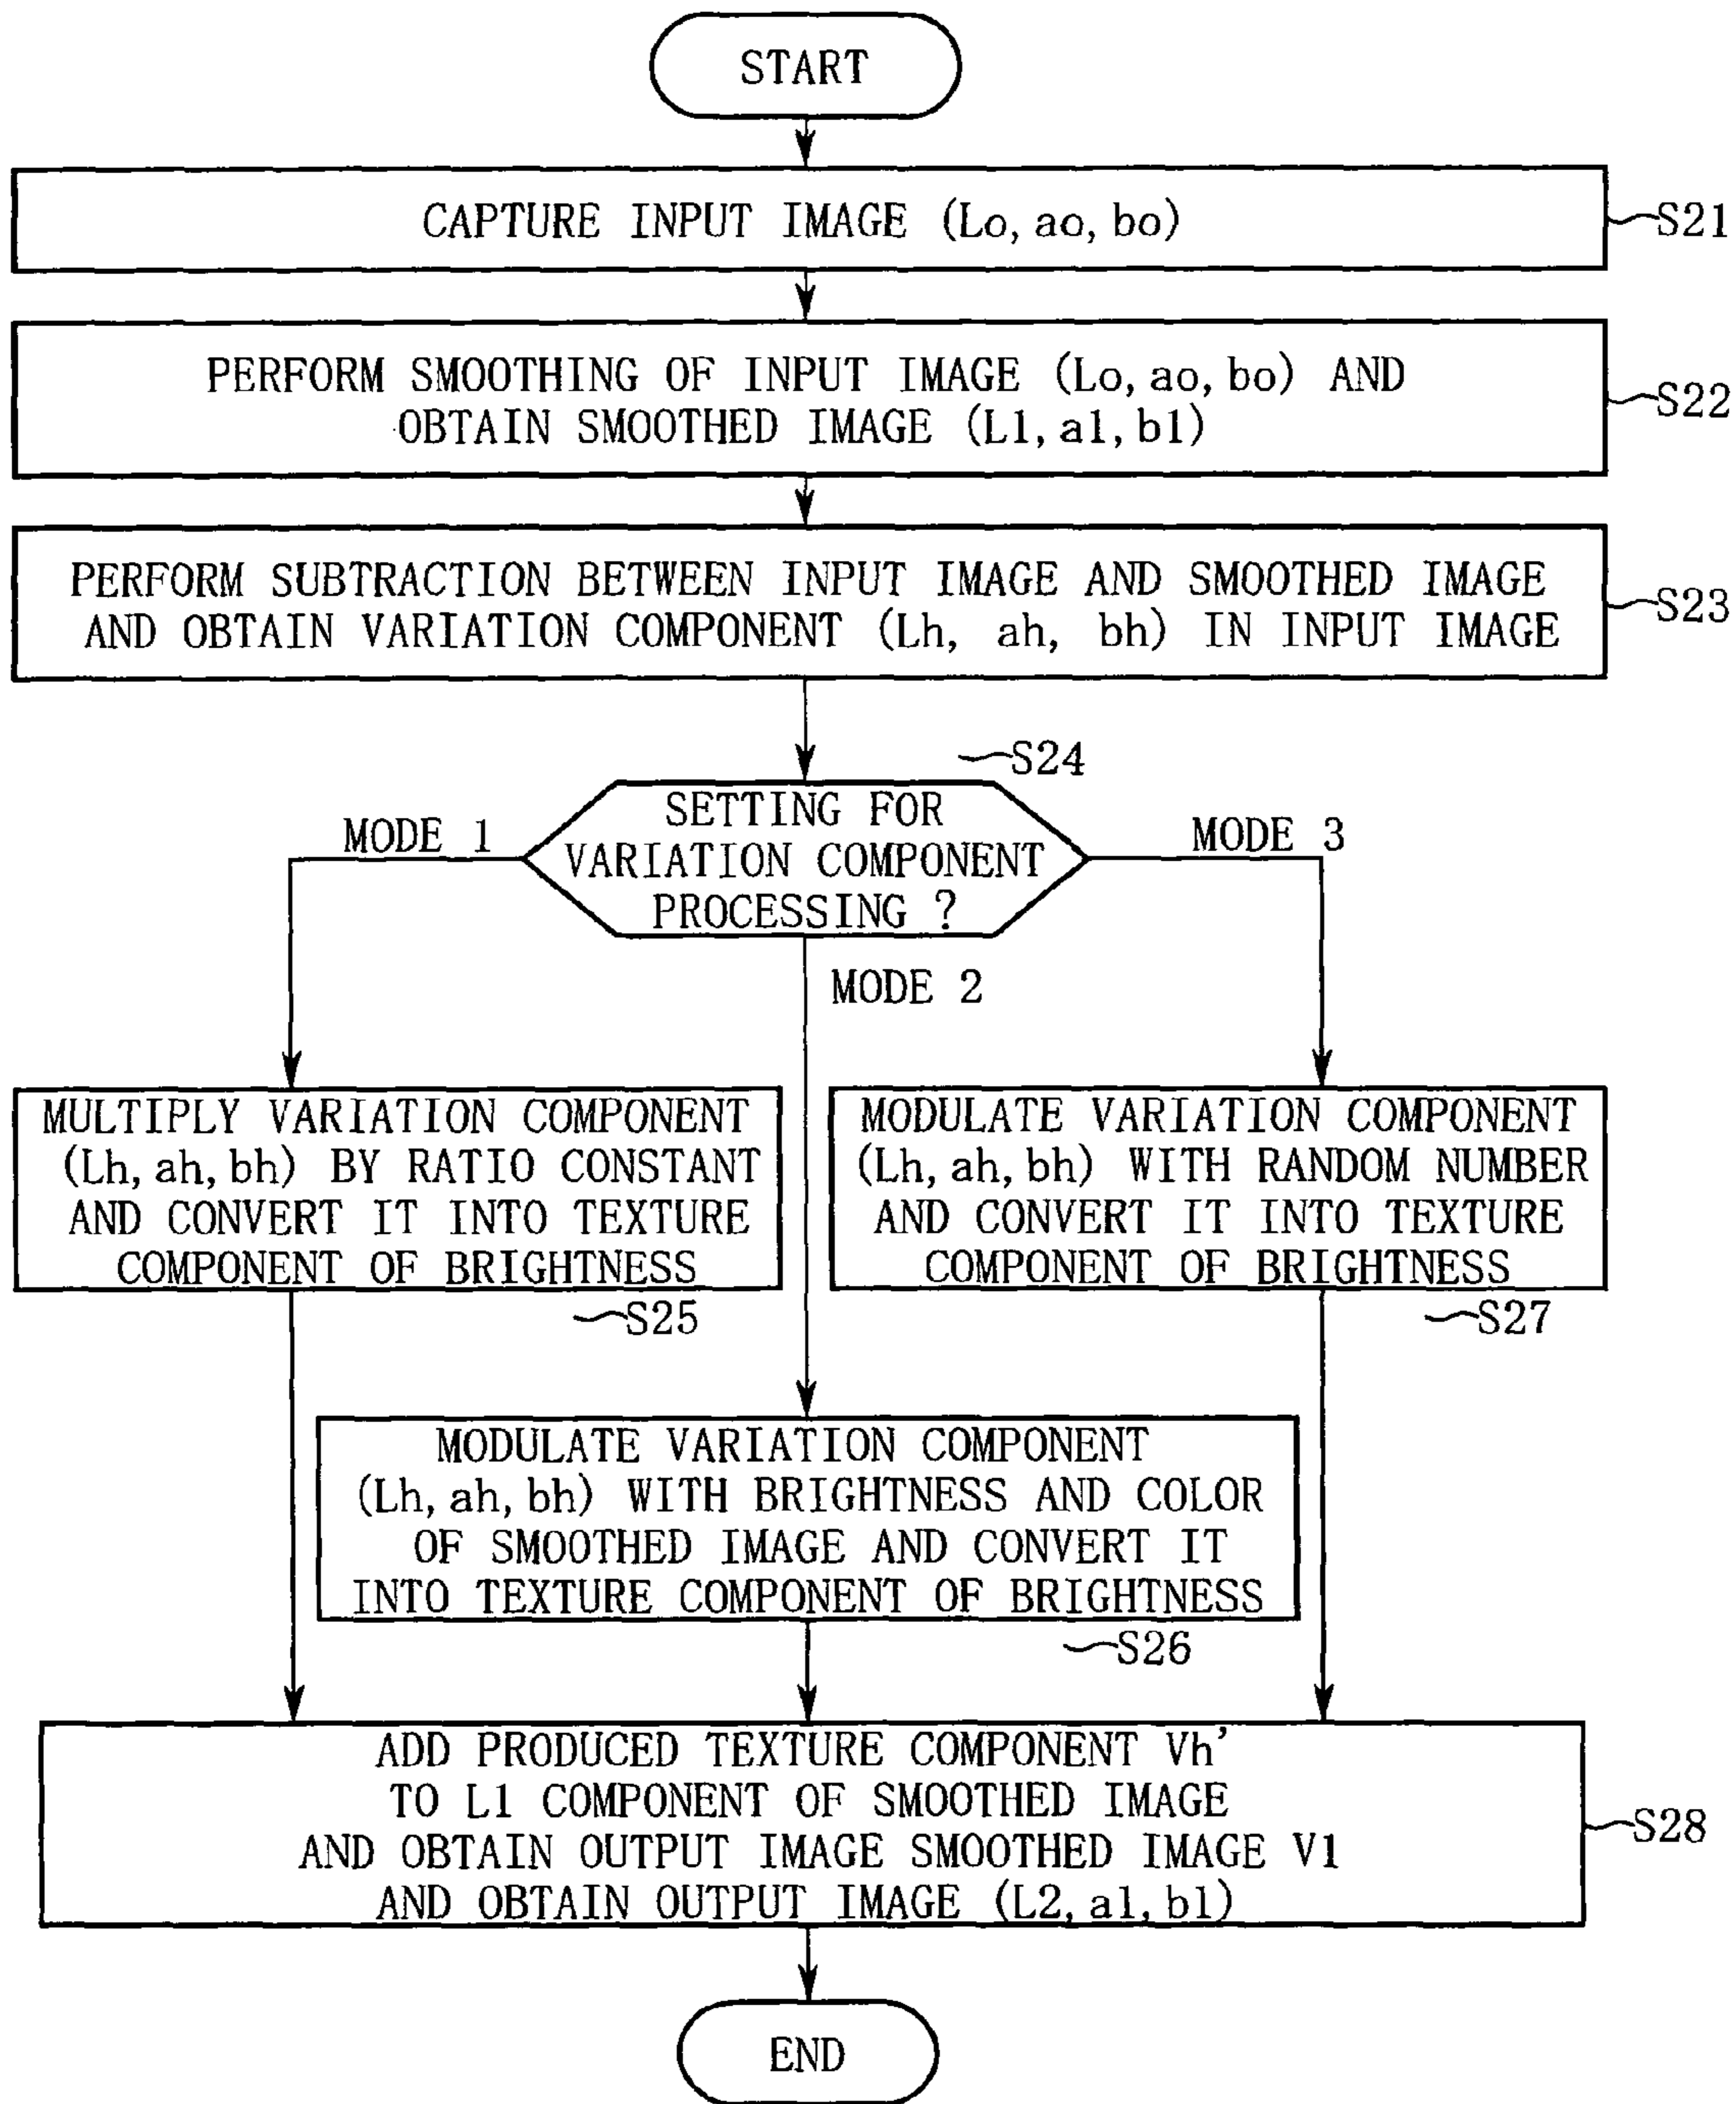 START
CAPTURE INPUT IMAGE (Lo, ao, bo)
S21
PERFORM SMOOTHING OF INPUT IMAGE (Lo, ao, bo) AND
OBTAIN SMOOTHED IMAGE (L1, a1, b1)
S22
PERFORM SUBTRACTION BETWEEN INPUT IMAGE AND SMOOTHED IMAGE
AND OBTAIN VARIATION COMPONENT (Lh, ah, bh) IN INPUT IMAGE
S23
S24
SETTING FOR
VARIATION COMPONENT
PROCESSING ?
MODE 1
MODE 3
MODE 2
MULTIPLY VARIATION COMPONENT
(Lh, ah, bh) BY RATIO CONSTANT
AND CONVERT IT INTO TEXTURE
COMPONENT OF BRIGHTNESS
S25
MODULATE VARIATION COMPONENT
(Lh, ah, bh) WITH RANDOM NUMBER
AND CONVERT IT INTO TEXTURE
COMPONENT OF BRIGHTNESS
S27
MODULATE VARIATION COMPONENT
(Lh, ah, bh) WITH BRIGHTNESS AND COLOR
OF SMOOTHED IMAGE AND CONVERT IT
INTO TEXTURE COMPONENT OF BRIGHTNESS
S26
ADD PRODUCED TEXTURE COMPONENT Vh'
TO L1 COMPONENT OF SMOOTHED IMAGE
AND OBTAIN OUTPUT IMAGE SMOOTHED IMAGE V1
AND OBTAIN OUTPUT IMAGE (L2, a1, b1)
S28
END